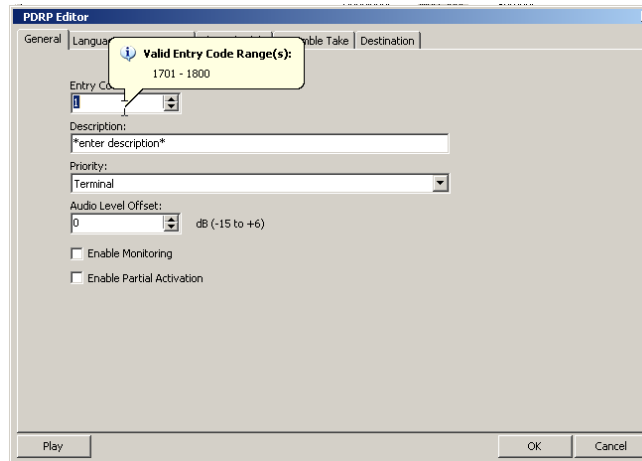 PDRP Editor
General
Languag
mble Take
Destination
Valid Entry Code Range(s):
1701 - 1800
Entry Co
1
Description:
*enter description*
Priority:
Terminal
Audio Level Offset:
0
dB (-15 to +6)
Enable Monitoring
Enable Partial Activation
Play
OK
Cancel